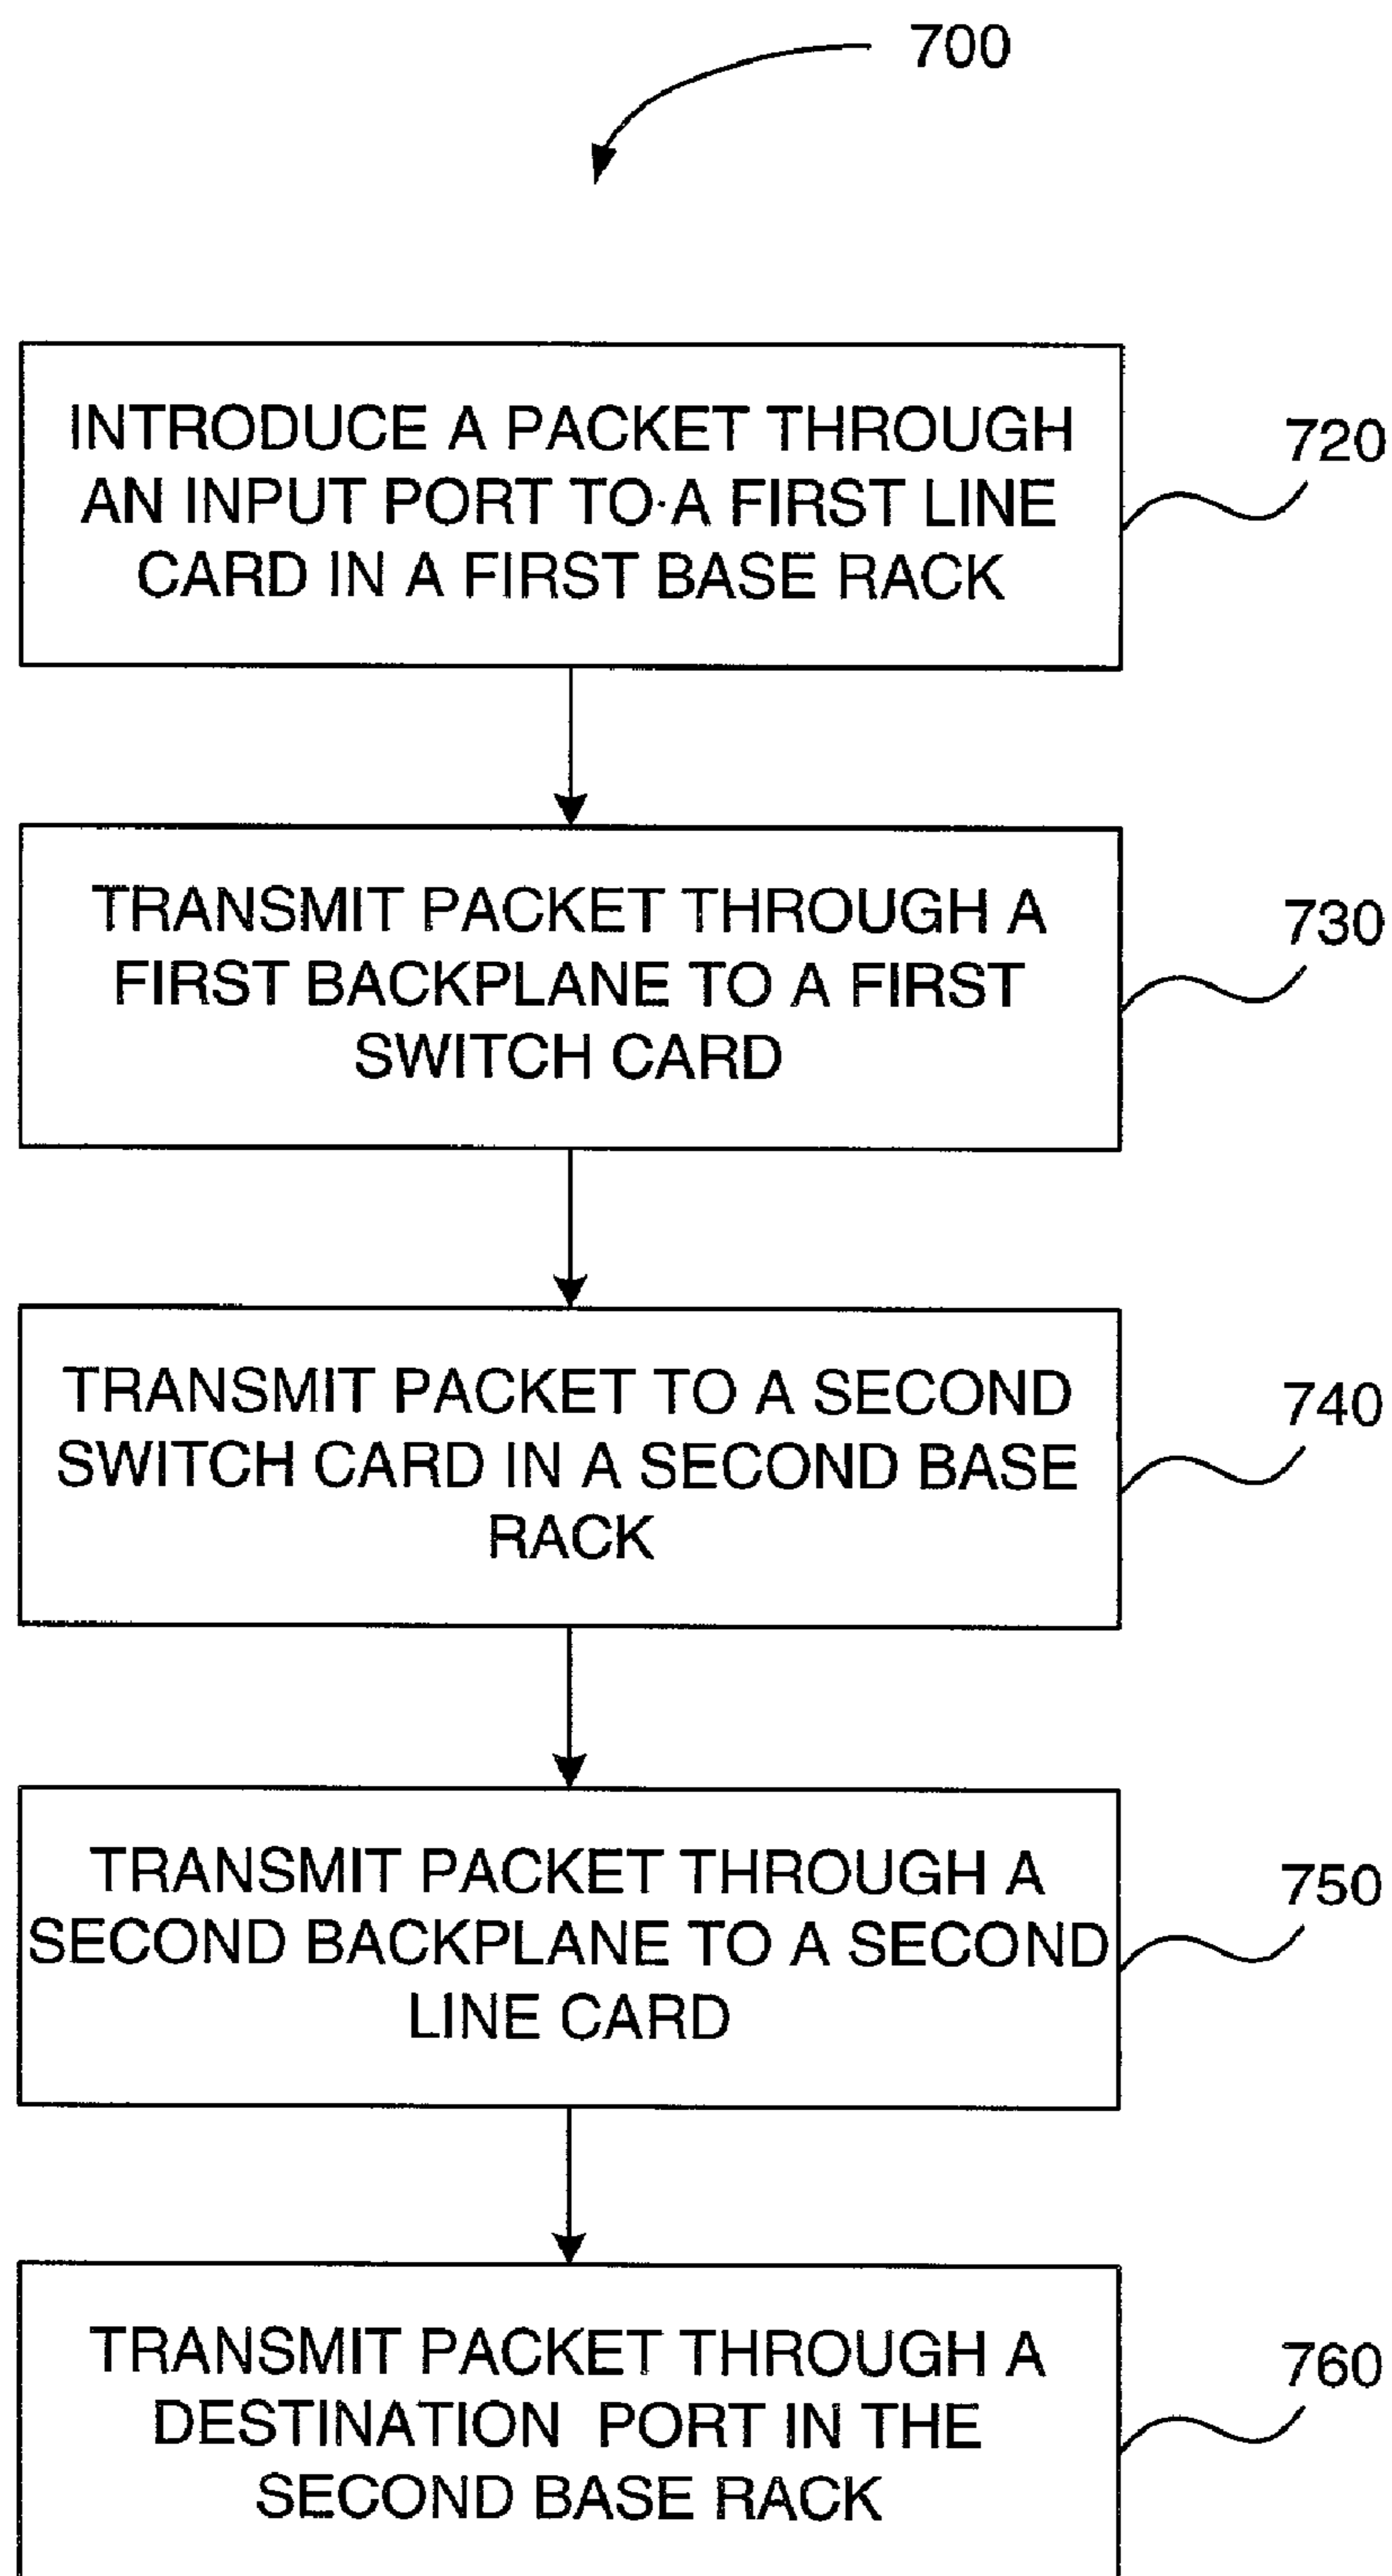 700
INTRODUCE A PACKET THROUGH
AN INPUT PORT TO A FIRST LINE
CARD IN A FIRST BASE RACK
720
TRANSMIT PACKET THROUGH A
FIRST BACKPLANE TO A FIRST
SWITCH CARD
730
TRANSMIT PACKET TO A SECOND
SWITCH CARD IN A SECOND BASE
RACK
740
TRANSMIT PACKET THROUGH A
SECOND BACKPLANE TO A SECOND
LINE CARD
750
TRANSMIT PACKET THROUGH A
DESTINATION PORT IN THE
SECOND BASE RACK
760